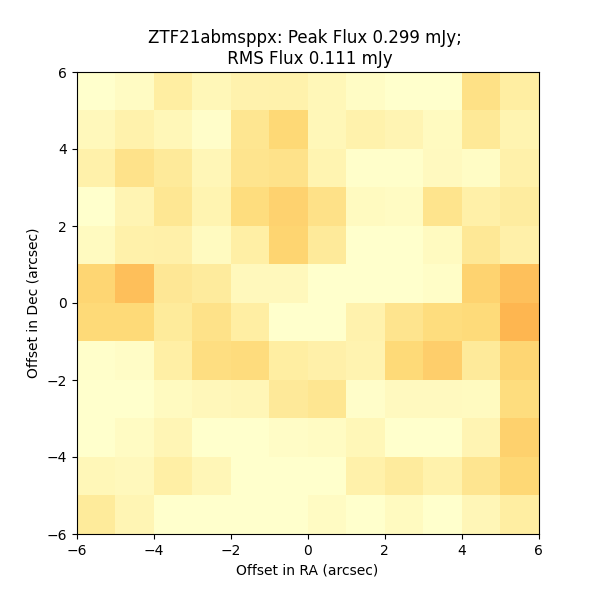 ZTF21abmsppx: Peak Flux 0.299 mJy;
RMS Flux 0.111 mJy
6
4
2
0
−2
−4
−6
Offset in Dec (arcsec)
−6 −4 −2 0 2 4 6
Offset in RA (arcsec)